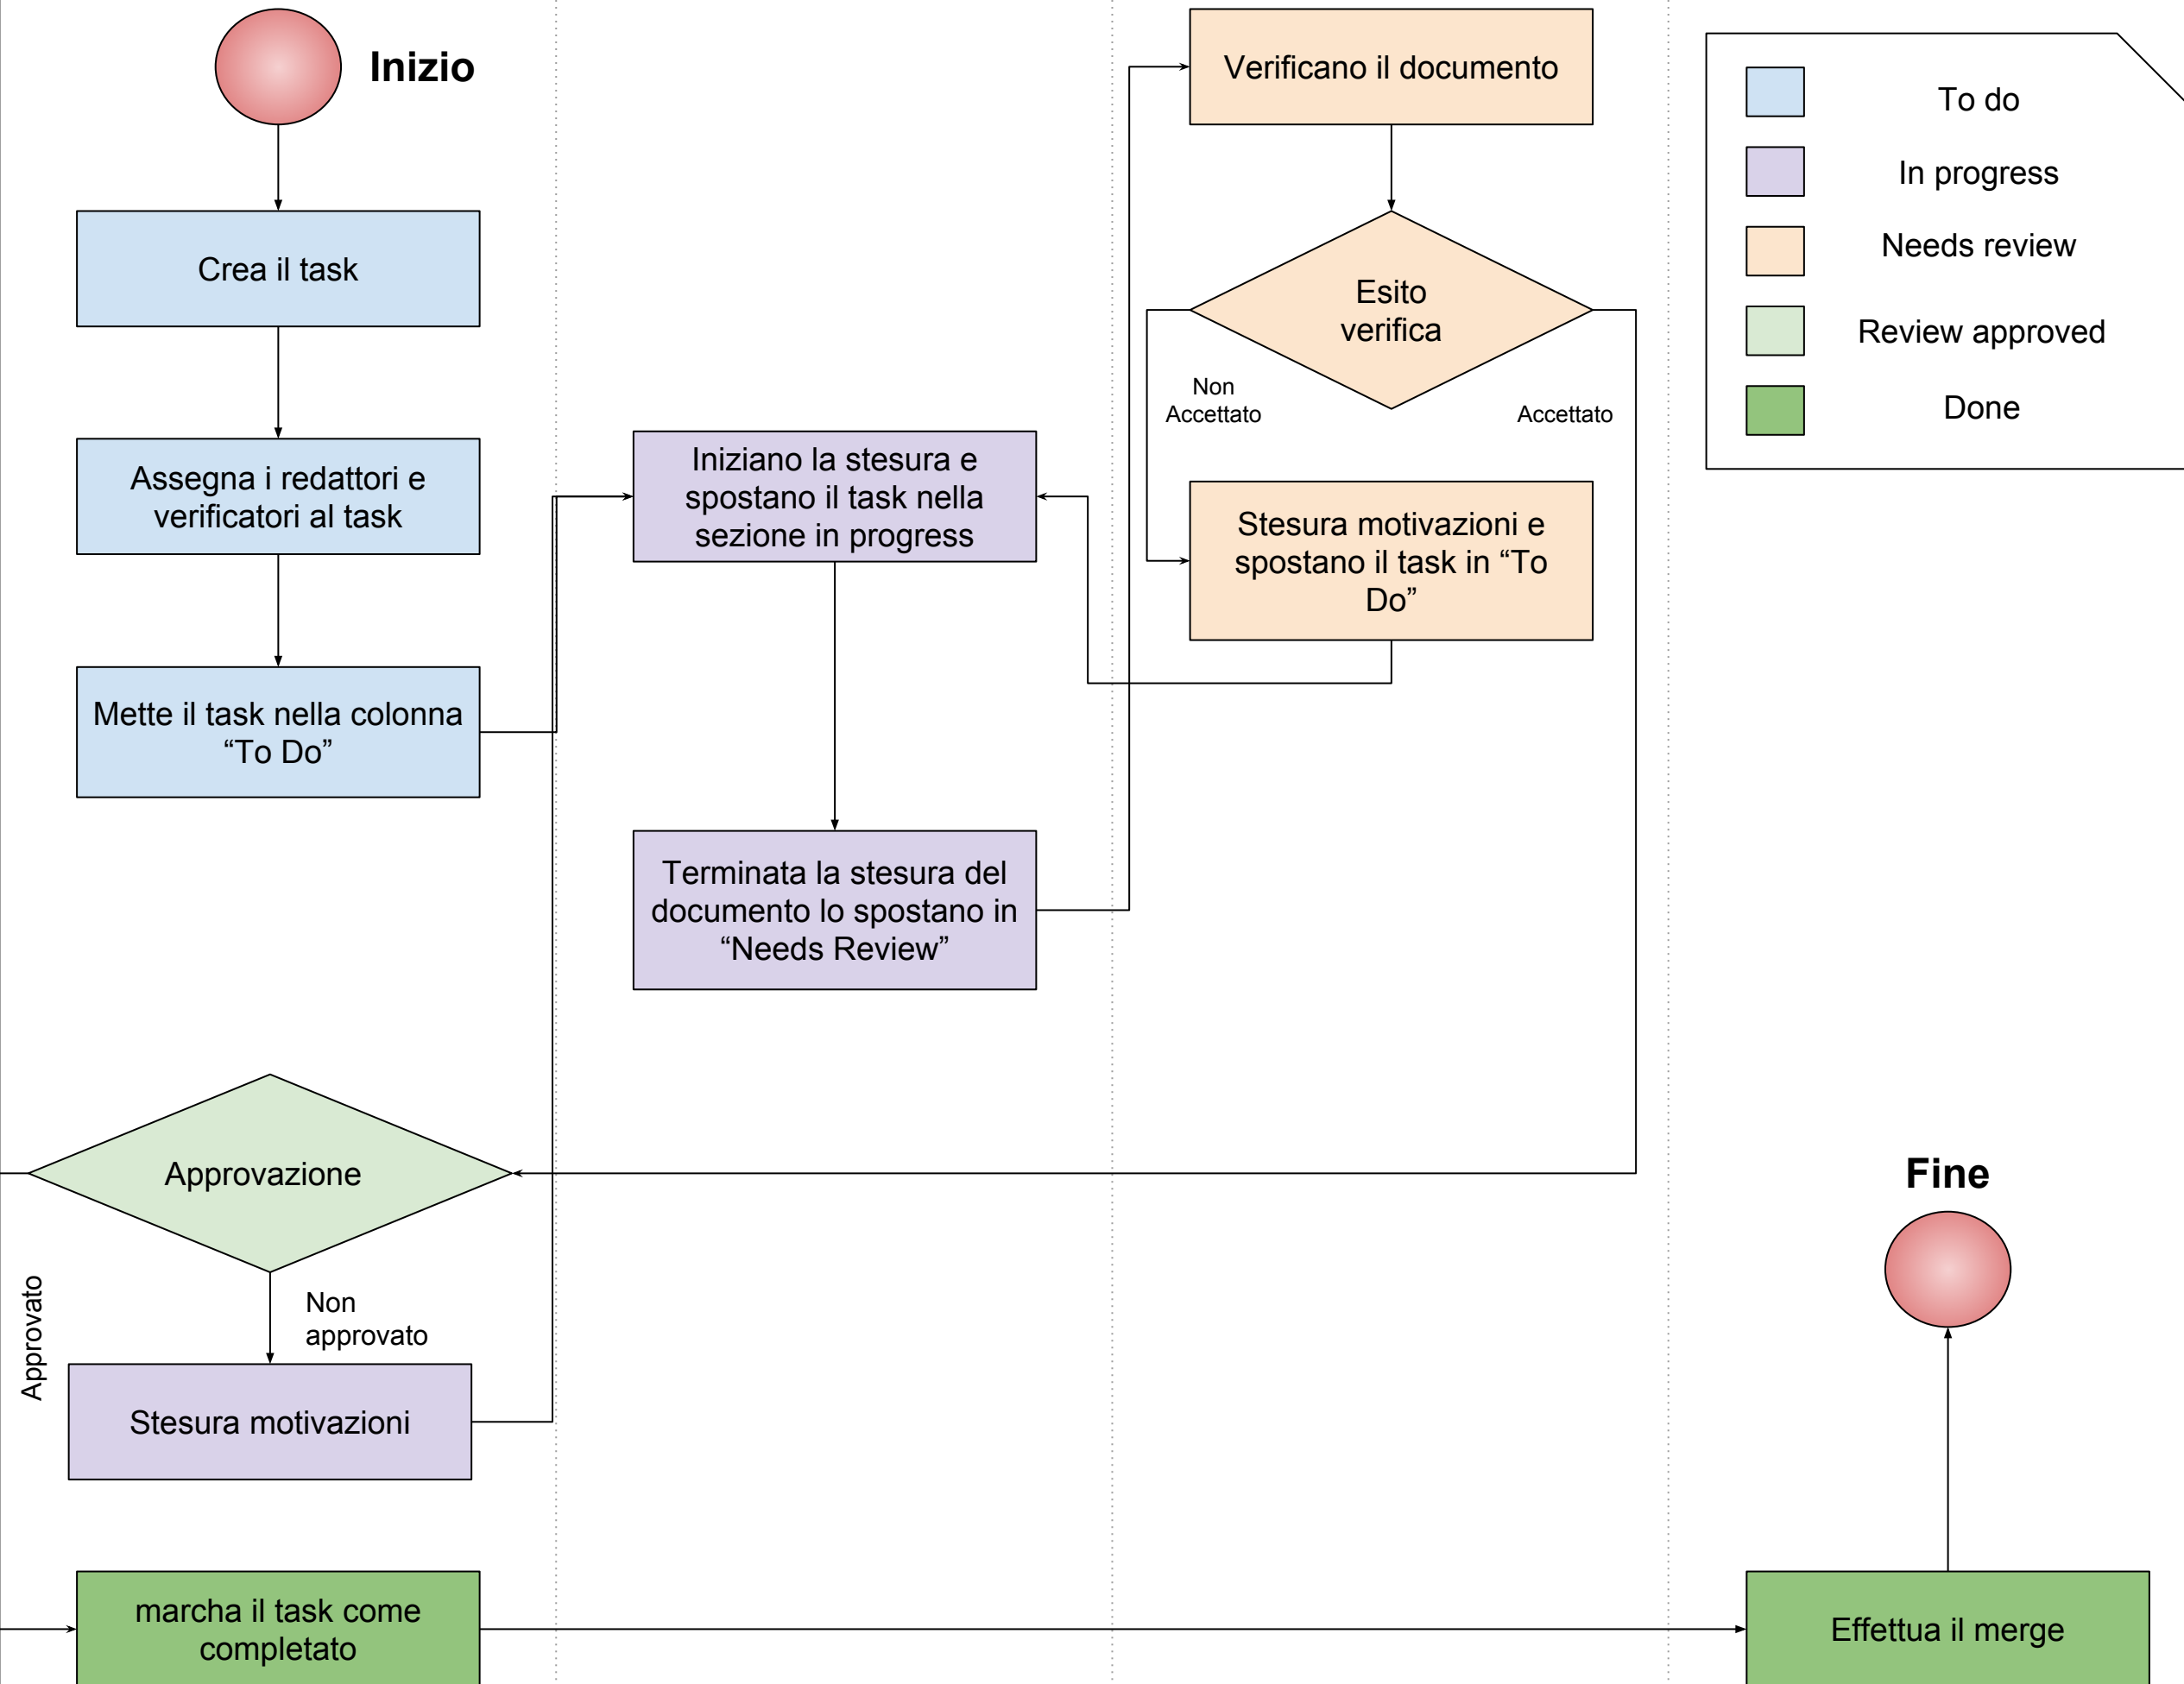 Inizio
Crea il task
Assegna i redattori e
verificatori al task
Mette il task nella colonna
“To Do”
Iniziano la stesura e
spostano il task nella
sezione in progress
Terminata la stesura del
documento lo spostano in
“Needs Review”
Verificano il documento
Esito
verifica
Non
Accettato
Accettato
Stesura motivazioni e
spostano il task in “To
Do”
To do
In progress
Needs review
Review approved
Done
Approvazione
Approvato
Non
approvato
Stesura motivazioni
marcha il task come
completato
Effettua il merge
Fine